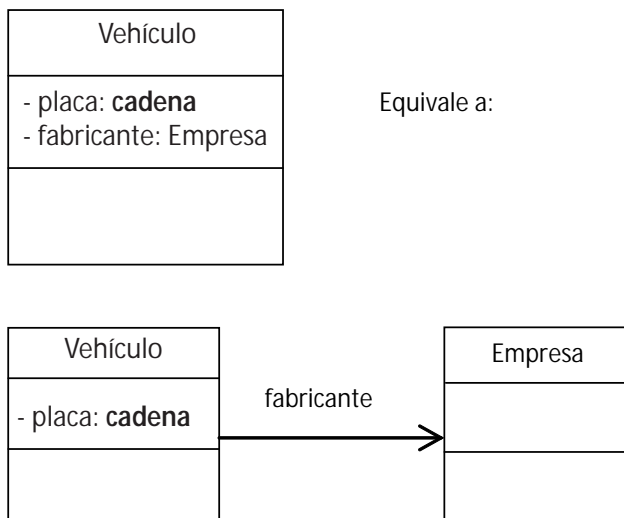 Vehículo
- placa: cadena
- fabricante: Empresa
Equivale a:
Vehículo
- placa: cadena
fabricante
Empresa